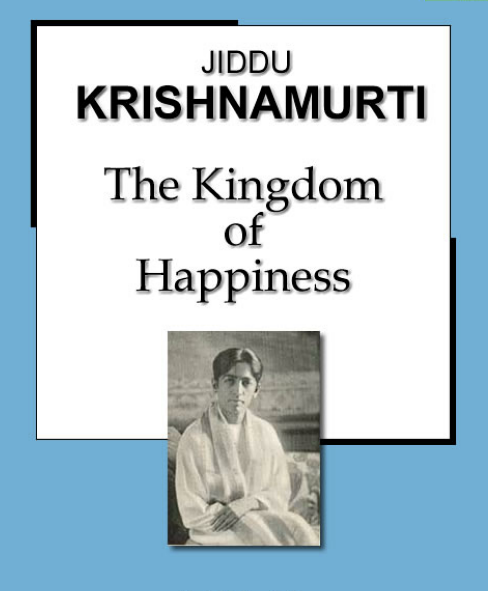 JIDDU
KRISHNAMURTI
The Kingdom
of
Happiness